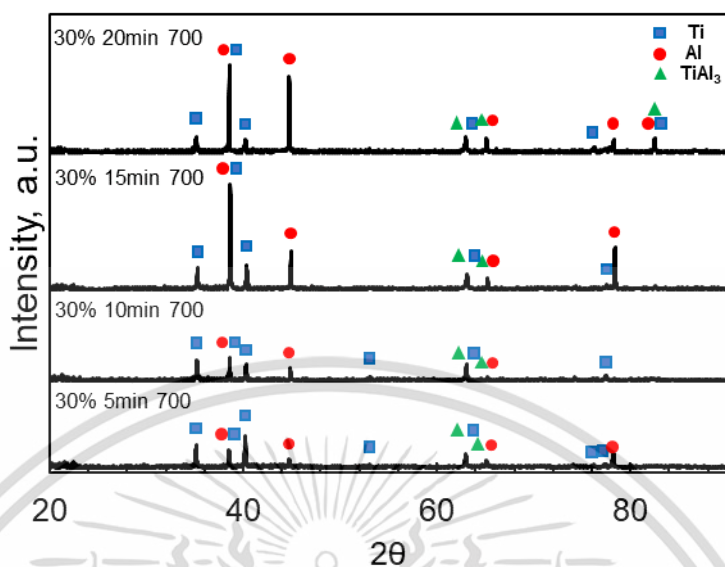 30% 20min 700
Ti
Al
TiAl₃
30% 15min 700
30% 10min 700
30% 5min 700
Intensity, a.u.
20 40 60 80
2θ